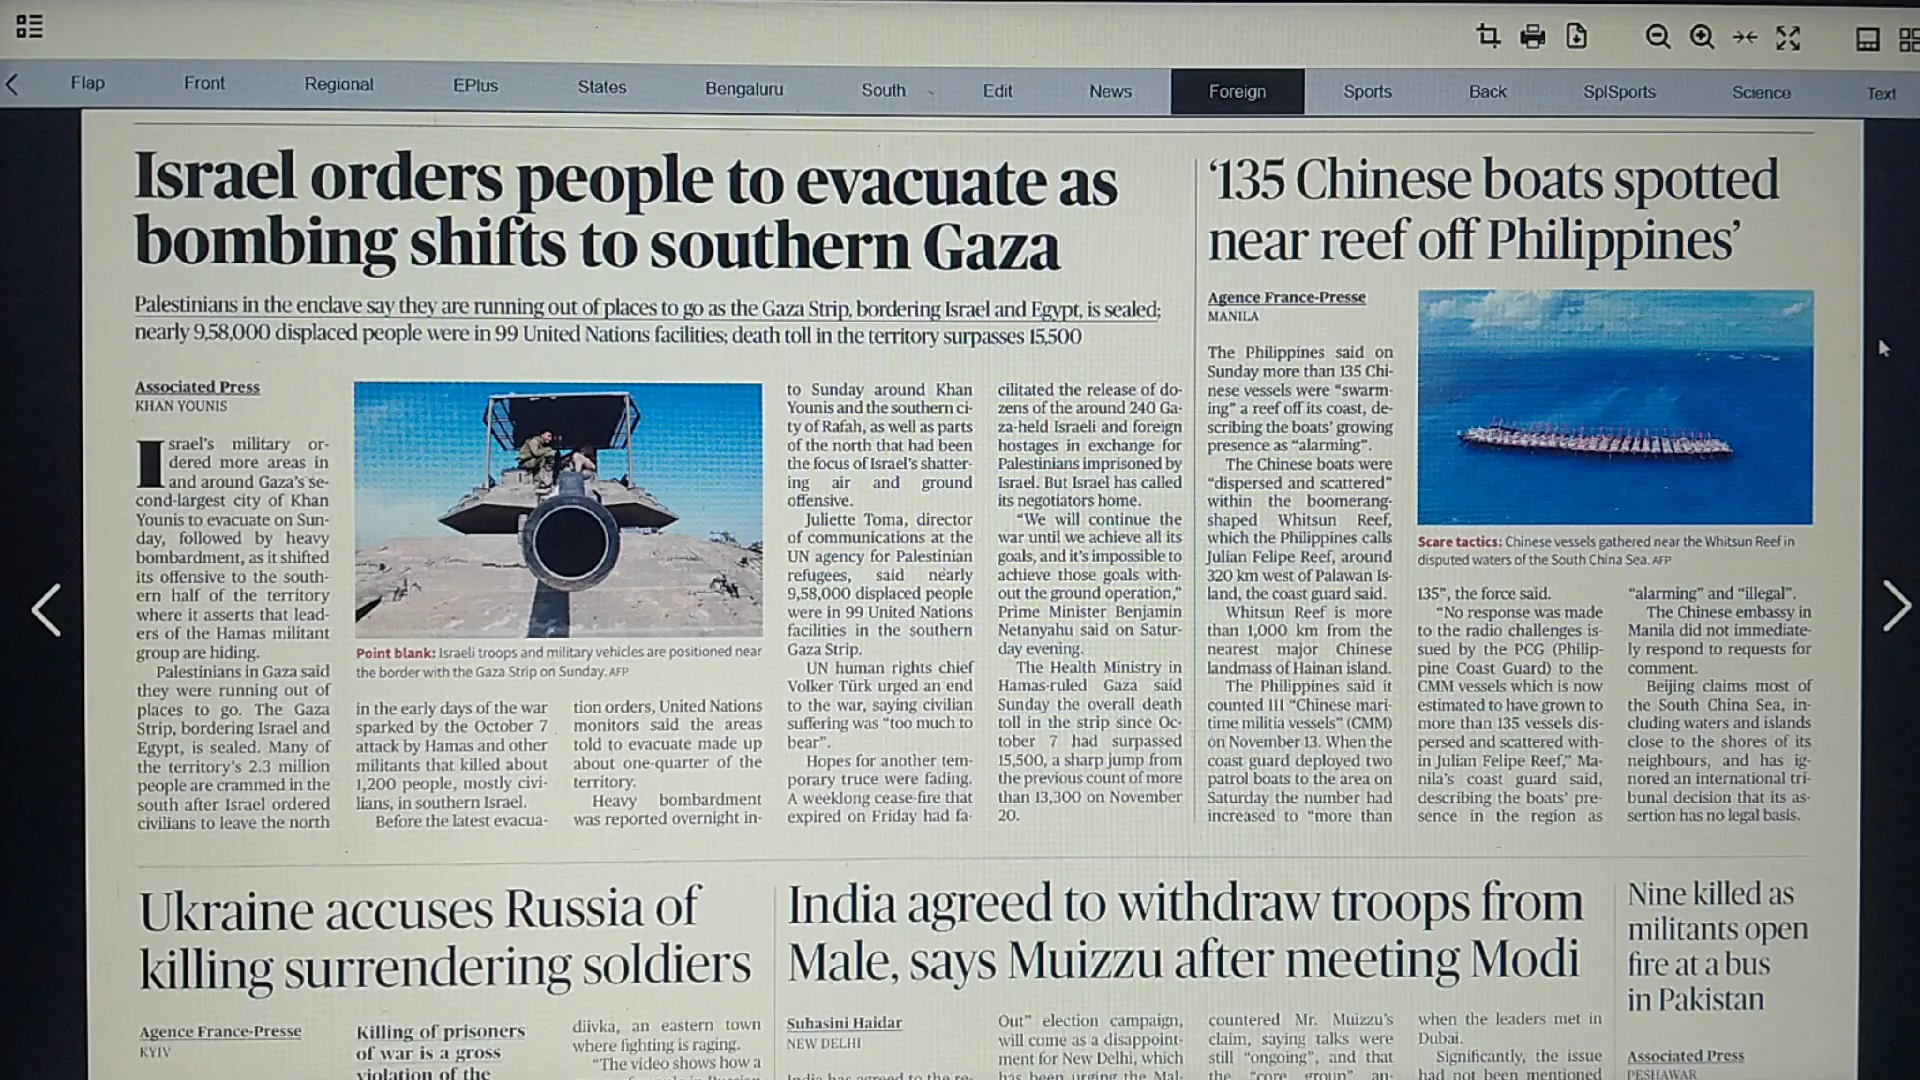 Flap Front Regional EPlus States Bengaluru South Edit News Foreign Sports Back SplSports Science Text
Israel orders people to evacuate as
bombing shifts to southern Gaza
Palestinians in the enclave say they are running out of places to go as the Gaza Strip, bordering Israel and Egypt, is sealed;
nearly 9,58,000 displaced people were in 99 United Nations facilities; death toll in the territory surpasses 15,500
Associated Press
KHAN YOUNIS
Israel's military or-
dered more areas in
and around Gaza's se-
cond-largest city of Khan
Younis to evacuate on Sun-
day, followed by heavy
bombardment, as it shifted
its offensive to the south-
ern half of the territory
where it asserts that lead-
ers of the Hamas militant
group are hiding.
Palestinians in Gaza said
they were running out of
places to go. The Gaza
Strip, bordering Israel and
Egypt, is sealed. Many of
the territory's 2.3 million
people are crammed in the
south after Israel ordered
civilians to leave the north
Point blank: Israeli troops and military vehicles are positioned near
the border with the Gaza Strip on Sunday. AFP
in the early days of the war
sparked by the October 7
attack by Hamas and other
militants that killed about
1,200 people, mostly civi-
lians, in southern Israel.
Before the latest evacua-
tion orders, United Nations
monitors said the areas
told to evacuate made up
about one-quarter of the
territory.
Heavy bombardment
was reported overnight in-
to Sunday around Khan
Younis and the southern ci-
ty of Rafah, as well as parts
of the north that had been
the focus of Israel's shatter-
ing air and ground
offensive.
Juliette Toma, director
of communications at the
UN agency for Palestinian
refugees, said nearly
9,58,000 displaced people
were in 99 United Nations
facilities in the southern
Gaza Strip.
UN human rights chief
Volker Türk urged an end
to the war, saying civilian
suffering was "too much to
bear".
Hopes for another tem-
porary truce were fading.
A weeklong cease-fire that
expired on Friday had fa-
cilitated the release of do-
zens of the around 240 Ga-
za-held Israeli and foreign
hostages in exchange for
Palestinians imprisoned by
Israel. But Israel has called
its negotiators home.
"We will continue the
war until we achieve all its
goals, and it's impossible to
achieve those goals with-
out the ground operation,"
Prime Minister Benjamin
Netanyahu said on Satur-
day evening.
The Health Ministry in
Hamas-ruled Gaza said
Sunday the overall death
toll in the strip since Oc-
tober 7 had surpassed
15,500, a sharp jump from
the previous count of more
than 13,300 on November
20.
'135 Chinese boats spotted
near reef off Philippines'
Agence France-Presse
MANILA
The Philippines said on
Sunday more than 135 Chi-
nese vessels were "swarm-
ing" a reef off its coast, de-
scribing the boats' growing
presence as "alarming".
The Chinese boats were
"dispersed and scattered"
within the boomerang-
shaped Whitsun Reef,
which the Philippines calls
Julian Felipe Reef, around
320 km west of Palawan Is-
land, the coast guard said.
Whitsun Reef is more
than 1,000 km from the
nearest major Chinese
landmass of Hainan island.
The Philippines said it
counted 111 "Chinese mari-
time militia vessels" (CMM)
on November 13. When the
coast guard deployed two
patrol boats to the area on
Saturday the number had
increased to "more than
Scare tactics: Chinese vessels gathered near the Whitsun Reef in
disputed waters of the South China Sea. AFP
135", the force said.
"No response was made
to the radio challenges is-
sued by the PCG (Philip-
pine Coast Guard) to the
CMM vessels which is now
estimated to have grown to
more than 135 vessels dis-
persed and scattered with-
in Julian Felipe Reef," Ma-
nila's coast guard said,
describing the boats' pre-
sence in the region as
"alarming" and "illegal".
The Chinese embassy in
Manila did not immediate-
ly respond to requests for
comment.
Beijing claims most of
the South China Sea, in-
cluding waters and islands
close to the shores of its
neighbours, and has ig-
nored an international tri-
bunal decision that its as-
sertion has no legal basis.
Ukraine accuses Russia of
killing surrendering soldiers
Agence France-Presse
KYIV
Killing of prisoners
of war is a gross
violation of the
diivka, an eastern town
where fighting is raging.
"The video shows how a
India agreed to withdraw troops from
Male, says Muizzu after meeting Modi
Suhasini Haidar
NEW DELHI
India has agreed to the re-
Out" election campaign,
will come as a disappoint-
ment for New Delhi, which
has been urging the Mal-
countered Mr. Muizzu's
claim, saying talks were
still "ongoing", and that
the "core group" an-
when the leaders met in
Dubai.
Significantly, the issue
had not been mentioned
Nine killed as
militants open
fire at a bus
in Pakistan
Associated Press
PESHAWAR